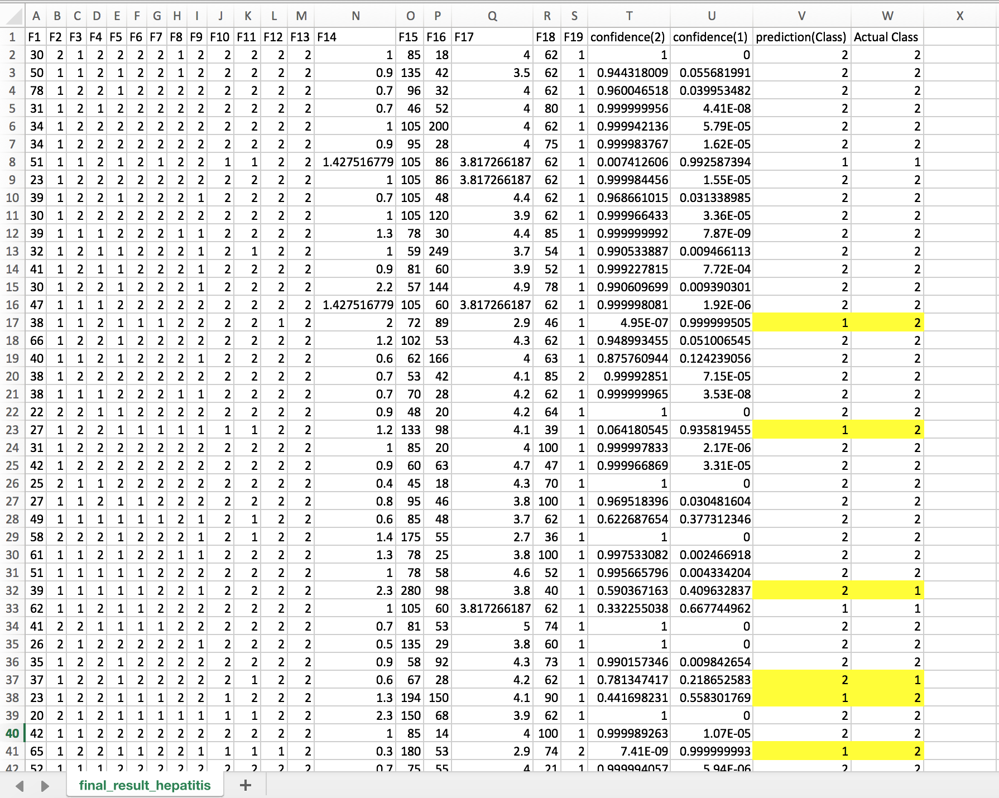 A B C D E F G H I J K L M N O P Q R S T U V W X
1 F1 F2 F3 F4 F5 F6 F7 F8 F9 F10 F11 F12 F13 F14 F15 F16 F17 F18 F19 confidence(2) confidence(1) prediction(Class) Actual Class
2 30 2 1 2 2 2 2 1 2 2 2 2 2 1 85 18 4 62 1 1 0 2 2
3 50 1 1 2 1 2 2 1 2 2 2 2 2 0.9 135 42 3.5 62 1 0.944318009 0.055681991 2 2
4 78 1 2 2 1 2 2 2 2 2 2 2 2 0.7 96 32 4 62 1 0.960046518 0.039953482 2 2
5 31 1 2 1 2 2 2 2 2 2 2 2 2 0.7 46 52 4 80 1 0.999999956 4.41E-08 2 2
6 34 1 2 2 2 2 2 2 2 2 2 2 2 1 105 200 4 62 1 0.999942136 5.79E-05 2 2
7 34 1 2 2 2 2 2 2 2 2 2 2 2 0.9 95 28 4 75 1 0.999983767 1.62E-05 2 2
8 51 1 1 2 1 2 1 2 2 1 1 2 2 1.427516779 105 86 3.817266187 62 1 0.007412606 0.992587394 1 1
9 23 1 2 2 2 2 2 2 2 2 2 2 2 1 105 86 3.817266187 62 1 0.999984456 1.55E-05 2 2
10 39 1 2 2 1 2 2 2 1 2 2 2 2 0.7 105 48 4.4 62 1 0.968661015 0.031338985 2 2
11 30 1 2 2 2 2 2 2 2 2 2 2 2 1 105 120 3.9 62 1 0.999966433 3.36E-05 2 2
12 39 1 1 1 2 2 2 1 1 2 2 2 2 1.3 78 30 4.4 85 1 0.999999992 7.87E-09 2 2
13 32 1 2 1 1 2 2 2 1 2 1 2 2 1 59 249 3.7 54 1 0.990533887 0.009466113 2 2
14 41 1 2 1 1 2 2 2 1 2 2 2 2 0.9 81 60 3.9 52 1 0.999227815 7.72E-04 2 2
15 30 1 2 2 1 2 2 2 1 2 2 2 2 2.2 57 144 4.9 78 1 0.990609699 0.009390301 2 2
16 47 1 1 1 2 2 2 2 2 2 2 2 2 1.427516779 105 60 3.817266187 62 1 0.999998081 1.92E-06 2 2
17 38 1 1 2 1 1 1 2 2 2 2 1 2 2 72 89 2.9 46 1 4.95E-07 0.999999505 1 2
18 66 1 2 2 1 2 2 2 2 2 2 2 2 1.2 102 53 4.3 62 1 0.948993455 0.051006545 2 2
19 40 1 1 2 1 2 2 2 1 2 2 2 2 0.6 62 166 4 63 1 0.875760944 0.124239056 2 2
20 38 1 2 2 2 2 2 2 2 2 2 2 2 0.7 53 42 4.1 85 2 0.99992851 7.15E-05 2 2
21 38 1 1 1 2 2 2 1 1 2 2 2 2 0.7 70 28 4.2 62 1 0.999999965 3.53E-08 2 2
22 22 2 2 1 1 2 2 2 2 2 2 2 2 0.9 48 20 4.2 64 1 1 0 2 2
23 27 1 2 2 1 1 1 1 1 1 1 2 2 1.2 133 98 4.1 39 1 0.064180545 0.935819455 1 2
24 31 1 2 2 2 2 2 2 2 2 2 2 2 1 85 20 4 100 1 0.999997833 2.17E-06 2 2
25 42 1 2 2 2 2 2 2 2 2 2 2 2 0.9 60 63 4.7 47 1 0.999966869 3.31E-05 2 2
26 25 2 1 1 2 2 2 2 2 2 2 2 2 0.4 45 18 4.3 70 1 1 0 2 2
27 27 1 1 2 1 1 2 2 2 2 2 2 2 0.8 95 46 3.8 100 1 0.969518396 0.030481604 2 2
28 49 1 1 1 1 1 1 2 1 2 1 2 2 0.6 85 48 3.7 62 1 0.622687654 0.377312346 2 2
29 58 2 2 2 1 2 2 2 1 2 1 2 2 1.4 175 55 2.7 36 1 1 0 2 2
30 61 1 1 2 1 2 2 1 1 2 2 2 2 1.3 78 25 3.8 100 1 0.997533082 0.002466918 2 2
31 51 1 1 1 1 1 2 2 2 2 2 2 2 1 78 58 4.6 52 1 0.995665796 0.004334204 2 2
32 39 1 1 1 1 1 2 2 1 2 2 2 2 2.3 280 98 3.8 40 1 0.590367163 0.409632837 2 1
33 62 1 1 2 1 1 2 2 2 2 2 2 2 1 105 60 3.817266187 62 1 0.332255038 0.667744962 1 1
34 41 2 2 1 1 1 1 2 2 2 2 2 2 0.7 81 53 5 74 1 1 0 2 2
35 26 2 1 2 2 2 2 2 1 2 2 2 2 0.5 135 29 3.8 60 1 1 0 2 2
36 35 1 2 2 1 2 2 2 2 2 2 2 2 0.9 58 92 4.3 73 1 0.990157346 0.009842654 2 2
37 37 1 2 2 1 2 2 2 2 2 1 2 2 0.6 67 28 4.2 62 1 0.781347417 0.218652583 2 1
38 23 1 2 2 1 1 1 2 2 1 2 2 2 1.3 194 150 4.1 90 1 0.441698231 0.558301769 1 2
39 20 2 1 2 1 1 1 1 1 1 1 2 2 2.3 150 68 3.9 62 1 1 0 2 2
40 42 1 1 2 2 2 2 2 2 2 2 2 2 1 85 14 4 100 1 0.999989263 1.07E-05 2 2
41 65 1 2 2 1 1 2 2 1 1 1 1 2 0.3 180 53 2.9 74 2 7.41E-09 0.999999993 1 2
42 52 1 1 1 2 2 2 2 2 2 2 2 2 0.7 75 55 4 21 1 0.999994057 5.94E-06 2 2
final_result_hepatitis